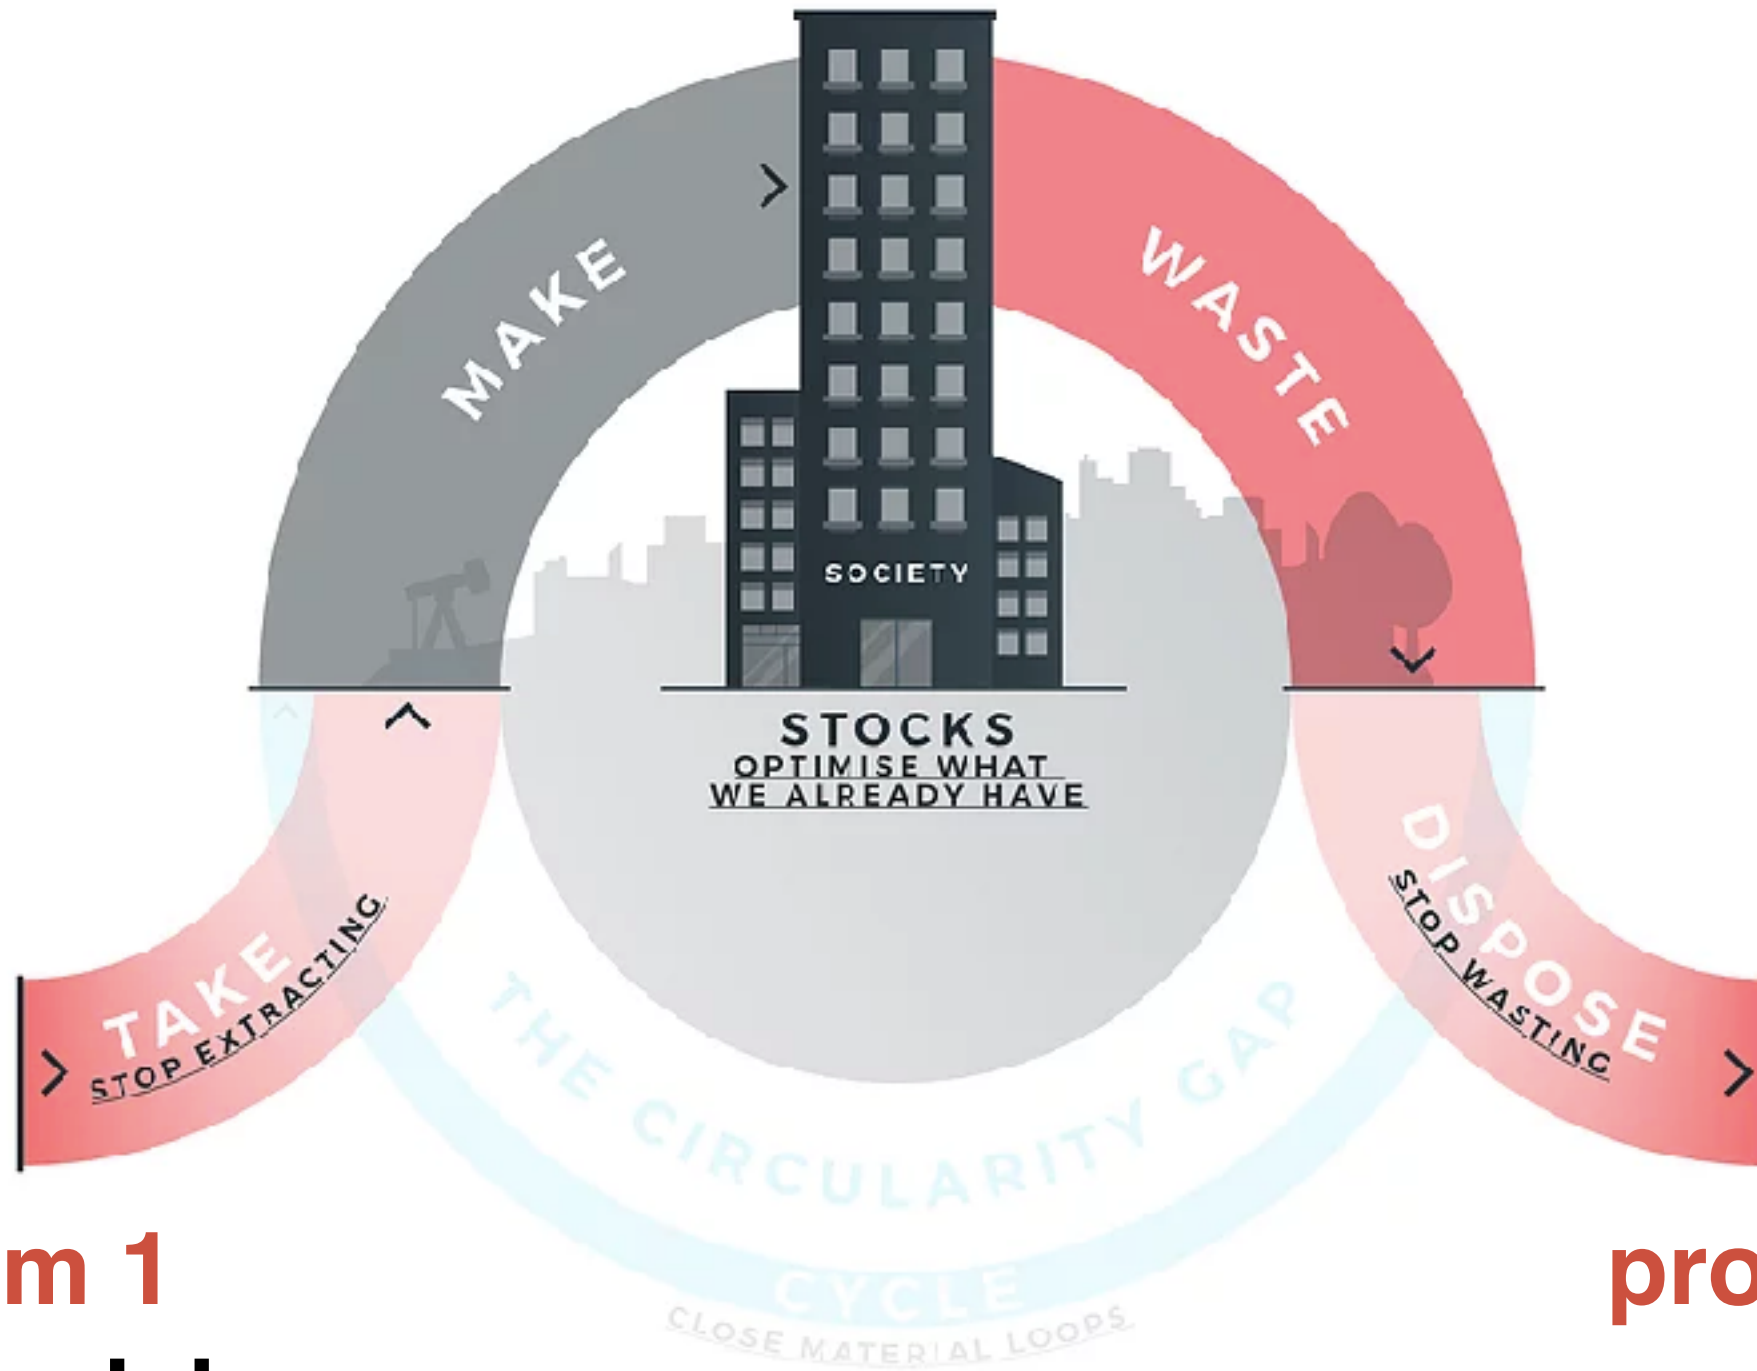 MAKE
WASTE
SOCIETY
STOCKS
OPTIMISE WHAT
WE ALREADY HAVE
TAKE
STOP EXTRACTING
DISPOSE
STOP WASTING
THE CIRCULARITY GAP
CYCLE
CLOSE MATERIAL LOOPS
m 1
pro